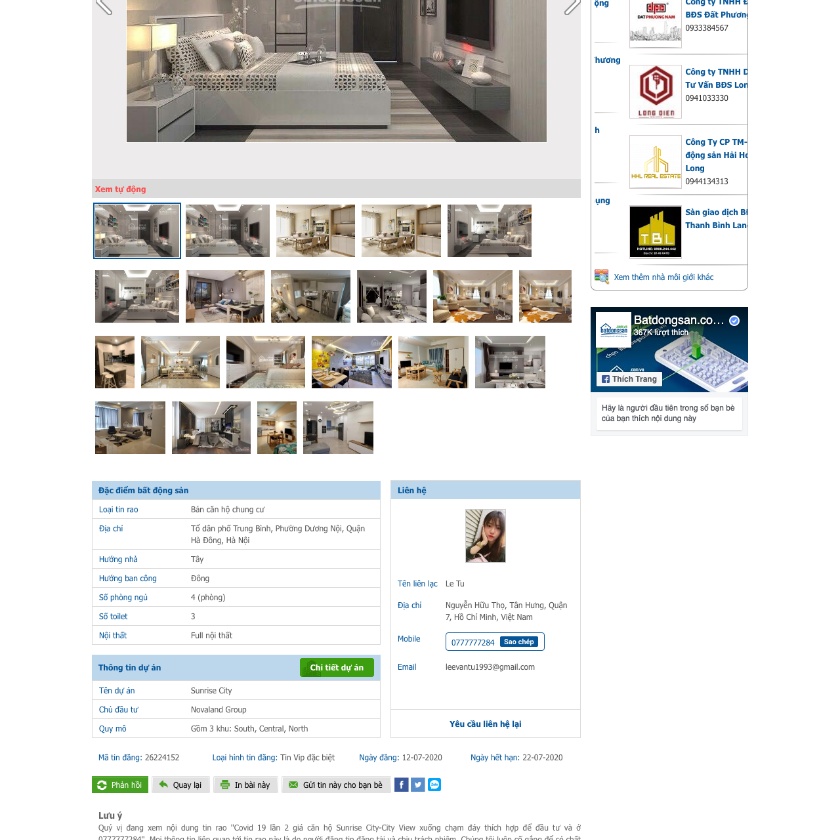 Xem tự động
Đặc điểm bất động sản
Loại tin rao Bán căn hộ chung cư
Địa chỉ Tổ dân phố Trung Bình, Phường Dương Nội, Quận
Hà Đông, Hà Nội
Hướng nhà Tây
Hướng ban công Đông
Số phòng ngủ 4 (phòng)
Số toilet 3
Nội thất Full nội thất
Thông tin dự án Chi tiết dự án
Tên dự án Sunrise City
Chủ đầu tư Novaland Group
Quy mô Gồm 3 khu: South, Central, North
Liên hệ
Tên liên lạc Le Tu
Địa chỉ Nguyễn Hữu Thọ, Tân Hưng, Quận
7, Hồ Chí Minh, Việt Nam
Mobile 0777777284 Sao chép
Email leevantu1993@gmail.com
Yêu cầu liên hệ lại
Mã tin đăng: 26224152 Loại hình tin đăng: Tin Vip đặc biệt Ngày đăng: 12-07-2020 Ngày hết hạn: 22-07-2020
Phản hồi Quay lại In bài này Gửi tin này cho bạn bè
Lưu ý
Quý vị đang xem nội dung tin rao "Covid 19 lần 2 giá căn hộ Sunrise City-City View xuống chạm đáy thích hợp để đầu tư và ở
0777777284". Mọi thông tin liên quan tới tin rao này là do người đăng tin đăng tải và chịu trách nhiệm. Chúng tôi luôn cố gắng để có chất
ộng
BĐS Đất Phương
0933384567
hương
Công ty TNHH D
Tư Vấn BĐS Lon
0941033330
LONG DIEN
h
Công Ty CP TM-
động sản Hải Ho
Long
0944134313
HHL REAL ESTATE
ụng
Sàn giao dịch Bấ
Thanh Bình Lan
TBL
Xem thêm nhà môi giới khác
Batdongsan.co...
367K lượt thích
Thích Trang
Hãy là người đầu tiên trong số bạn bè
của bạn thích nội dung này